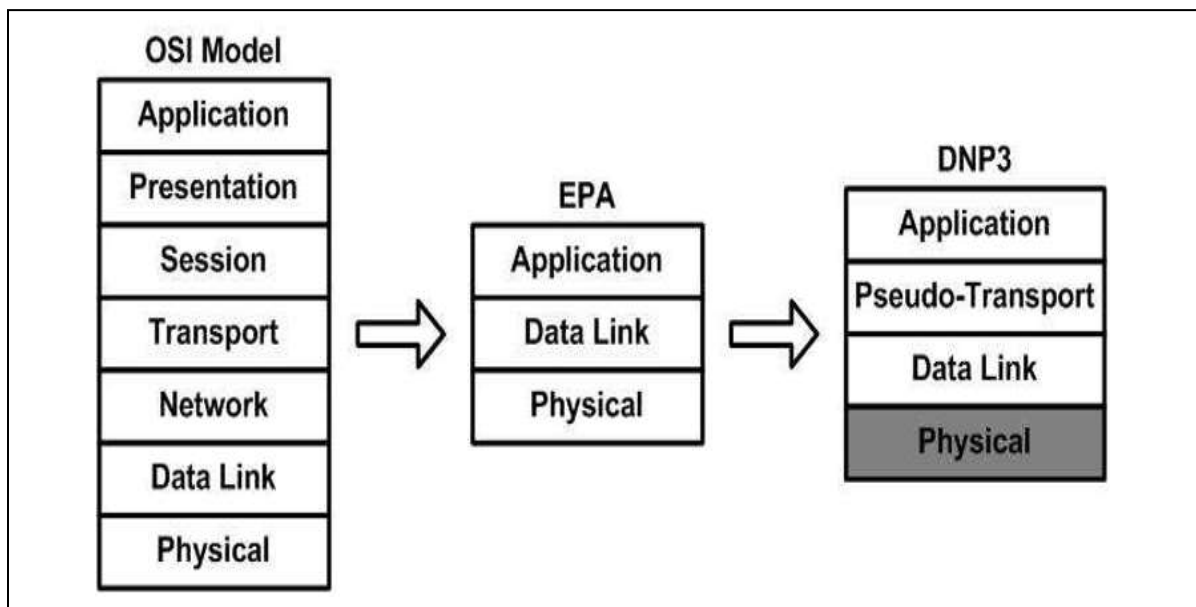 OSI Model
Application
Presentation
Session
Transport
Network
Data Link
Physical
EPA
Application
Data Link
Physical
DNP3
Application
Pseudo-Transport
Data Link
Physical